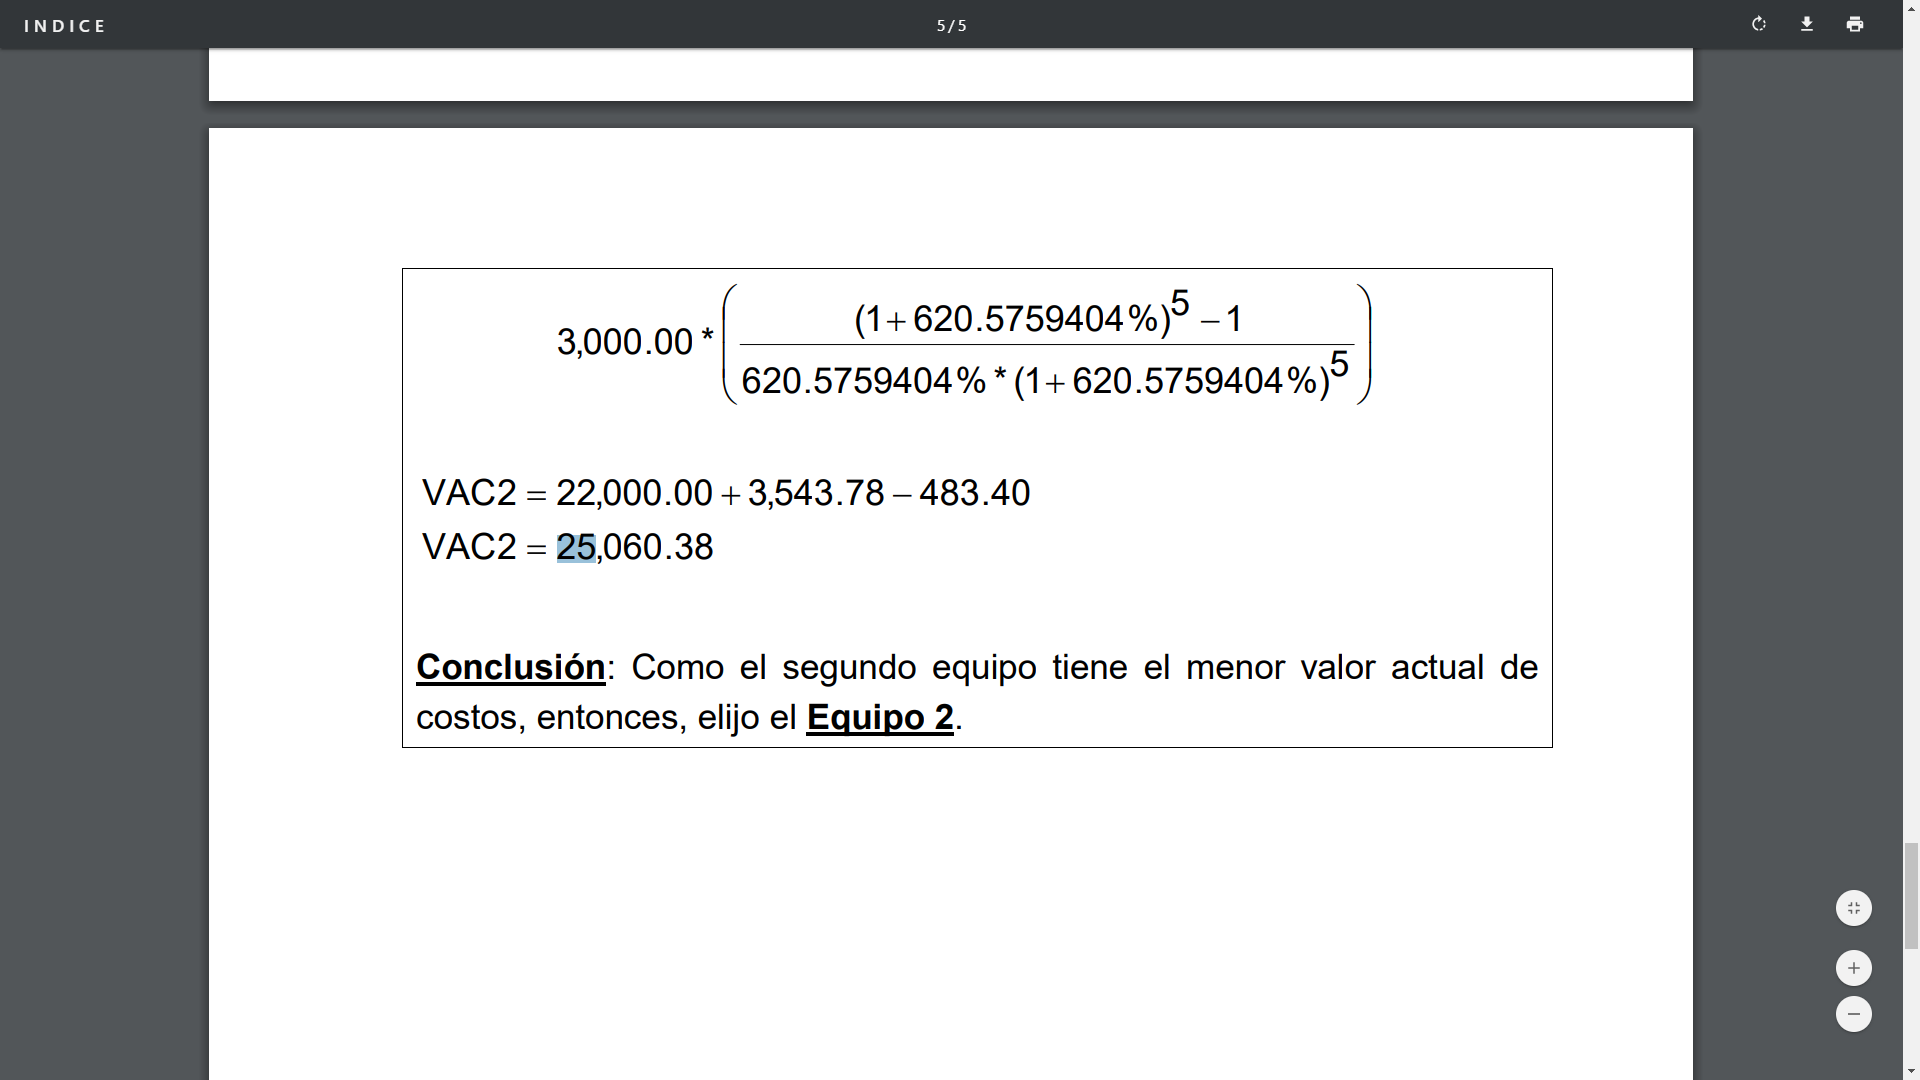 INDICE
5/5
3,000.00 * ( (1+620.5759404%)^5 − 1 / 620.5759404% * (1+620.5759404%)^5 )
VAC2 = 22,000.00 + 3,543.78 − 483.40
VAC2 = 25,060.38
Conclusión: Como el segundo equipo tiene el menor valor actual de
costos, entonces, elijo el Equipo 2.